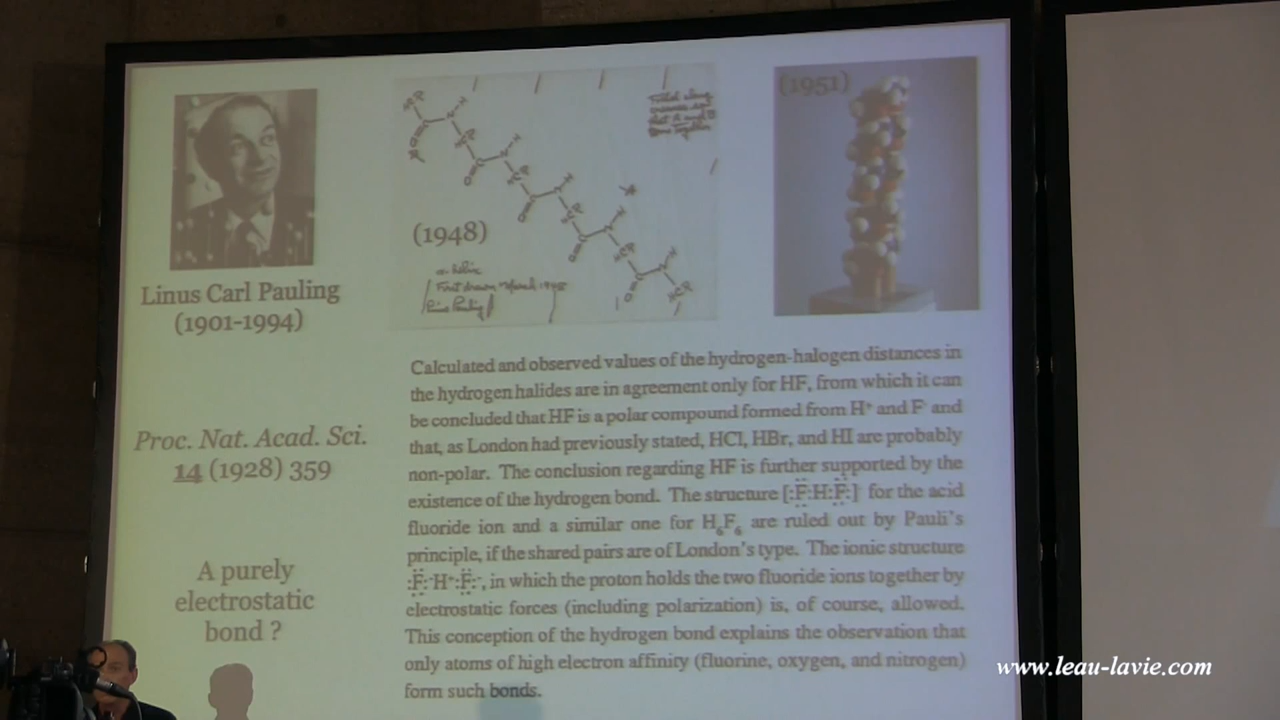 Linus Carl Pauling
(1901-1994)
(1948)
(1951)
Proc. Nat. Acad. Sci.
14 (1928) 359
A purely
electrostatic
bond ?
Calculated and observed values of the hydrogen-halogen distances in
the hydrogen halides are in agreement only for HF, from which it can
be concluded that HF is a polar compound formed from H⁺ and F⁻ and
that, as London had previously stated, HCl, HBr, and HI are probably
non-polar. The conclusion regarding HF is further supported by the
existence of the hydrogen bond. The structure [:F:H:F:]⁻ for the acid
fluoride ion and a similar one for H₆F₆ are ruled out by Pauli's
principle, if the shared pairs are of London's type. The ionic structure
:F:⁻H⁺:F:⁻, in which the proton holds the two fluoride ions together by
electrostatic forces (including polarization) is, of course, allowed.
This conception of the hydrogen bond explains the observation that
only atoms of high electron affinity (fluorine, oxygen, and nitrogen)
form such bonds.
www.leau-lavie.com